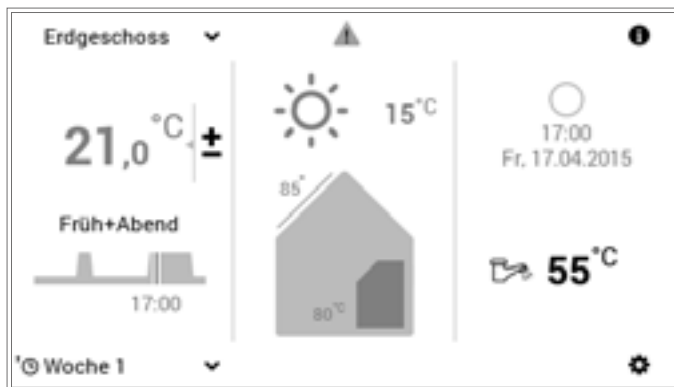 Erdgeschoss
21,0 °C ±
Früh+Abend
17:00
Woche 1
15°C
85°
80°C
17:00
Fr. 17.04.2015
55°C